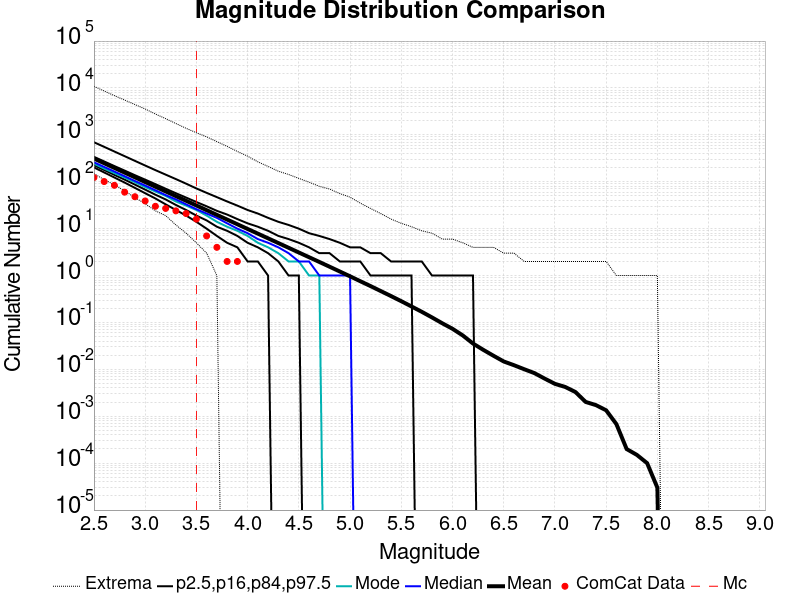 Magnitude Distribution Comparison
10 5
10 4
10 3
10 2
10 1
10 0
10 -1
10 -2
10 -3
10 -4
10 -5
Cumulative Number
2.5 3.0 3.5 4.0 4.5 5.0 5.5 6.0 6.5 7.0 7.5 8.0 8.5 9.0
Magnitude
Extrema p2.5,p16,p84,p97.5 Mode Median Mean ComCat Data Mc